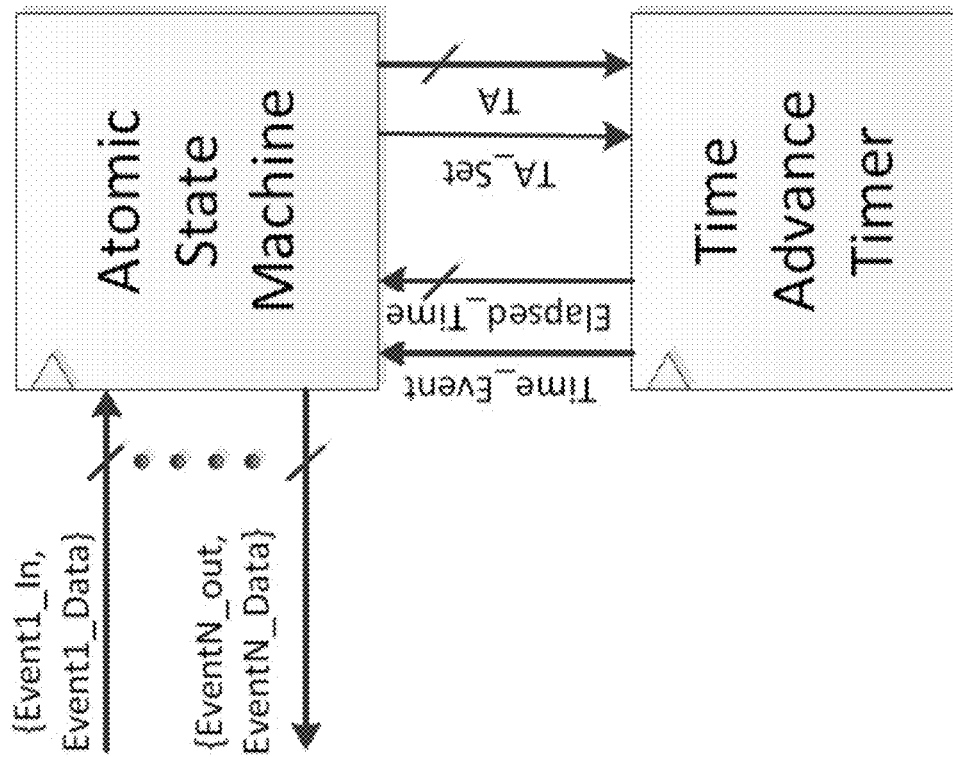 {Event1_In,
Event1_Data}
{EventN_out,
EventN_Data}
Atomic
State
Machine
TA
TA_Set
Elapsed_Time
Time_Event
Time
Advance
Timer